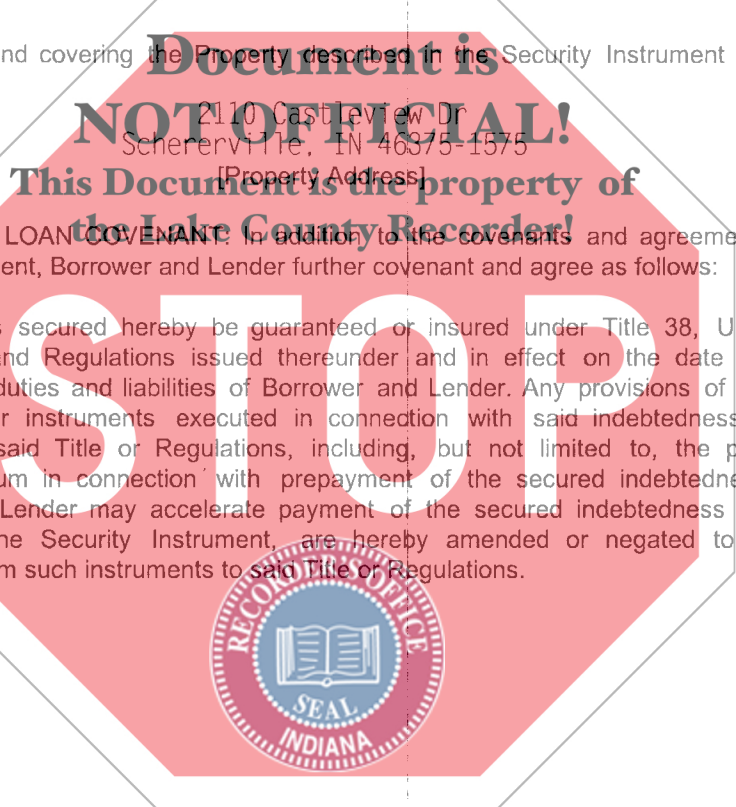 nd covering the Property described in the Security Instrument
Document is
NOT OFFICIAL!
2110 Castleview Dr
Schererville, IN 46375-1575
This Document is the property of
[Property Address]
the Lake County Recorder!
LOAN COVENANT: In addition to the covenants and agreeme
ent, Borrower and Lender further covenant and agree as follows:
s secured hereby be guaranteed or insured under Title 38, U
nd Regulations issued thereunder and in effect on the date
duties and liabilities of Borrower and Lender. Any provisions of
r instruments executed in connection with said indebtedness
said Title or Regulations, including, but not limited to, the p
um in connection with prepayment of the secured indebtedne
Lender may accelerate payment of the secured indebtedness
he Security Instrument, are hereby amended or negated to
m such instruments to said Title or Regulations.
STOP
RECORDER'S OFFICE
SEAL
INDIANA